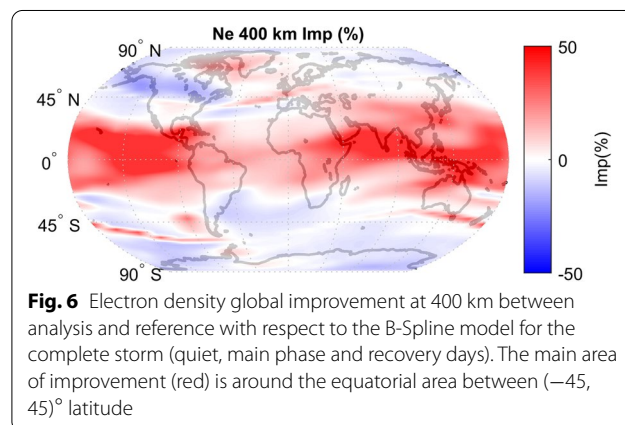 Ne 400 km Imp (%)
90° N
45° N
0°
45° S
90° S
50
0
-50
Imp(%)
Fig. 6 Electron density global improvement at 400 km between
analysis and reference with respect to the B-Spline model for the
complete storm (quiet, main phase and recovery days). The main area
of improvement (red) is around the equatorial area between (−45,
45)° latitude